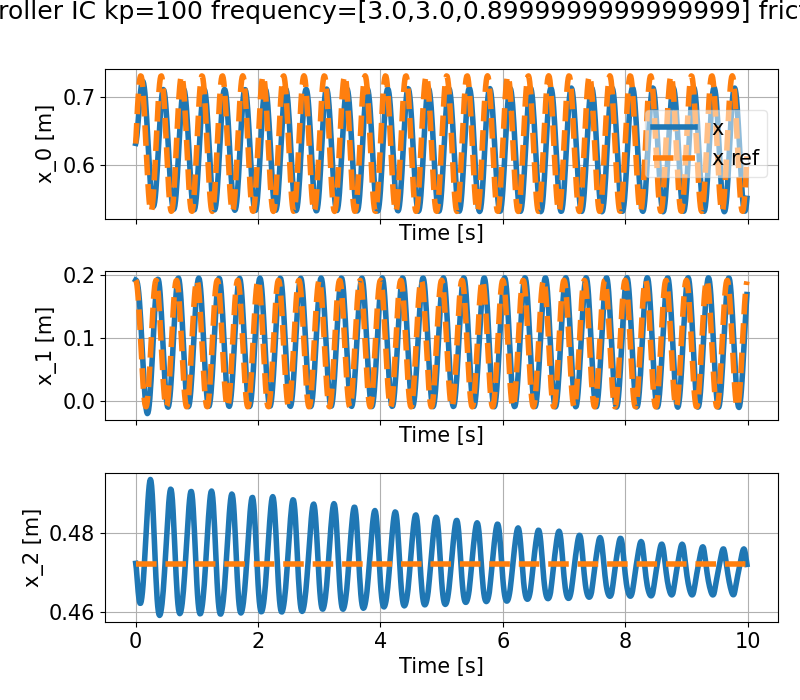 roller IC kp=100 frequency=[3.0,3.0,0.8999999999999999] frict
x_0 [m]
0.7
0.6
x
x ref
Time [s]
x_1 [m]
0.2
0.1
0.0
Time [s]
x_2 [m]
0.48
0.46
0
2
4
6
8
10
Time [s]